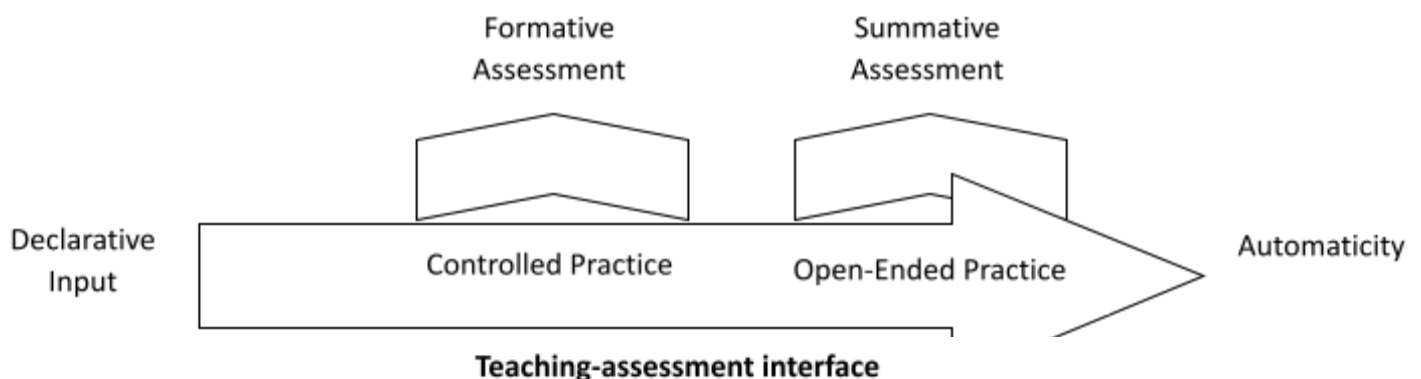 Formative
Assessment
Summative
Assessment
Declarative
Input
Controlled Practice
Open-Ended Practice
Automaticity
Teaching-assessment interface